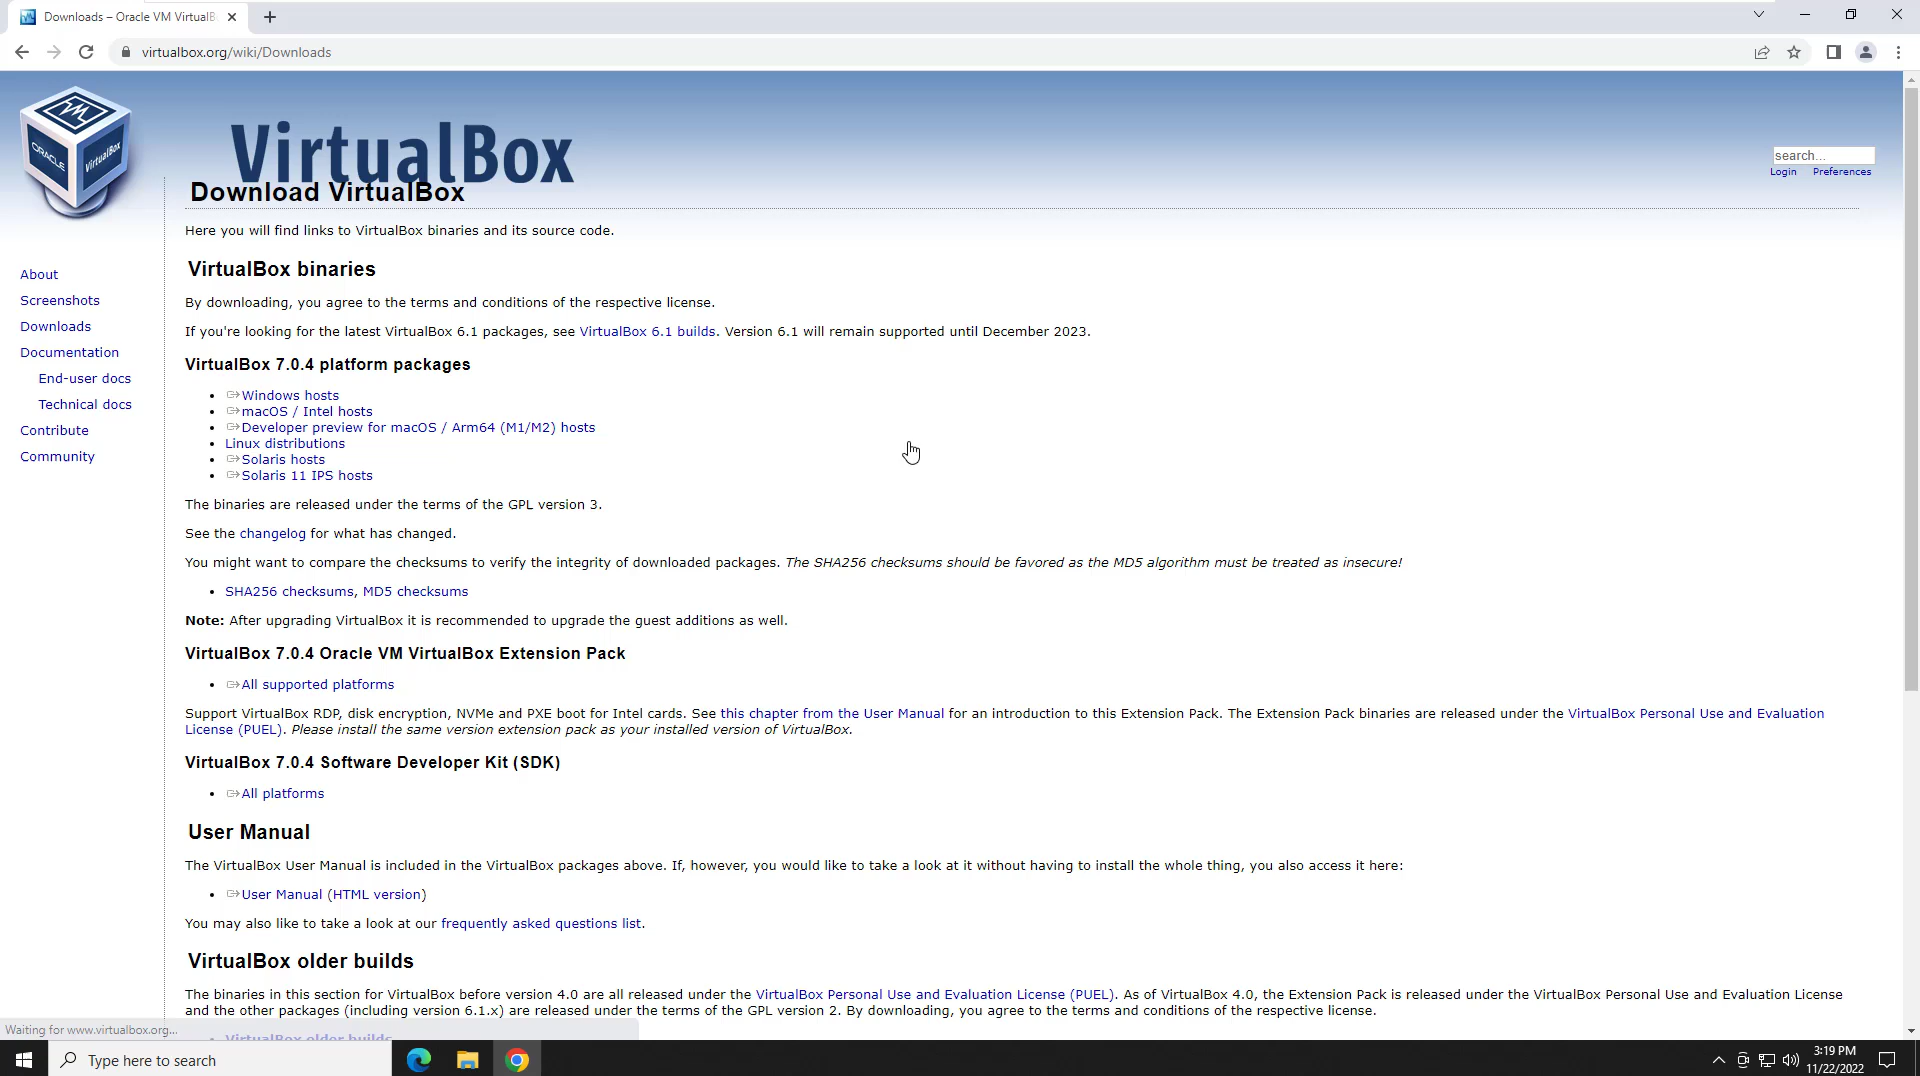 Downloads – Oracle VM VirtualB
virtualbox.org/wiki/Downloads
ORACLE
VirtualBox
VirtualBox
search...
Login Preferences
Download VirtualBox
Here you will find links to VirtualBox binaries and its source code.
About
Screenshots
Downloads
Documentation
End-user docs
Technical docs
Contribute
Community
VirtualBox binaries
By downloading, you agree to the terms and conditions of the respective license.
If you're looking for the latest VirtualBox 6.1 packages, see VirtualBox 6.1 builds. Version 6.1 will remain supported until December 2023.
VirtualBox 7.0.4 platform packages
Windows hosts
macOS / Intel hosts
Developer preview for macOS / Arm64 (M1/M2) hosts
Linux distributions
Solaris hosts
Solaris 11 IPS hosts
The binaries are released under the terms of the GPL version 3.
See the changelog for what has changed.
You might want to compare the checksums to verify the integrity of downloaded packages. The SHA256 checksums should be favored as the MD5 algorithm must be treated as insecure!
SHA256 checksums, MD5 checksums
Note: After upgrading VirtualBox it is recommended to upgrade the guest additions as well.
VirtualBox 7.0.4 Oracle VM VirtualBox Extension Pack
All supported platforms
Support VirtualBox RDP, disk encryption, NVMe and PXE boot for Intel cards. See this chapter from the User Manual for an introduction to this Extension Pack. The Extension Pack binaries are released under the VirtualBox Personal Use and Evaluation
License (PUEL). Please install the same version extension pack as your installed version of VirtualBox.
VirtualBox 7.0.4 Software Developer Kit (SDK)
All platforms
User Manual
The VirtualBox User Manual is included in the VirtualBox packages above. If, however, you would like to take a look at it without having to install the whole thing, you also access it here:
User Manual (HTML version)
You may also like to take a look at our frequently asked questions list.
VirtualBox older builds
The binaries in this section for VirtualBox before version 4.0 are all released under the VirtualBox Personal Use and Evaluation License (PUEL). As of VirtualBox 4.0, the Extension Pack is released under the VirtualBox Personal Use and Evaluation License
and the other packages (including version 6.1.x) are released under the terms of the GPL version 2. By downloading, you agree to the terms and conditions of the respective license.
Waiting for www.virtualbox.org...
VirtualBox older builds
Type here to search
3:19 PM
11/22/2022